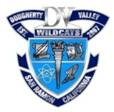 DOUGHERTY VALLEY
DV
EST. 2007
WILDCATS
SAN RAMON CALIFORNIA